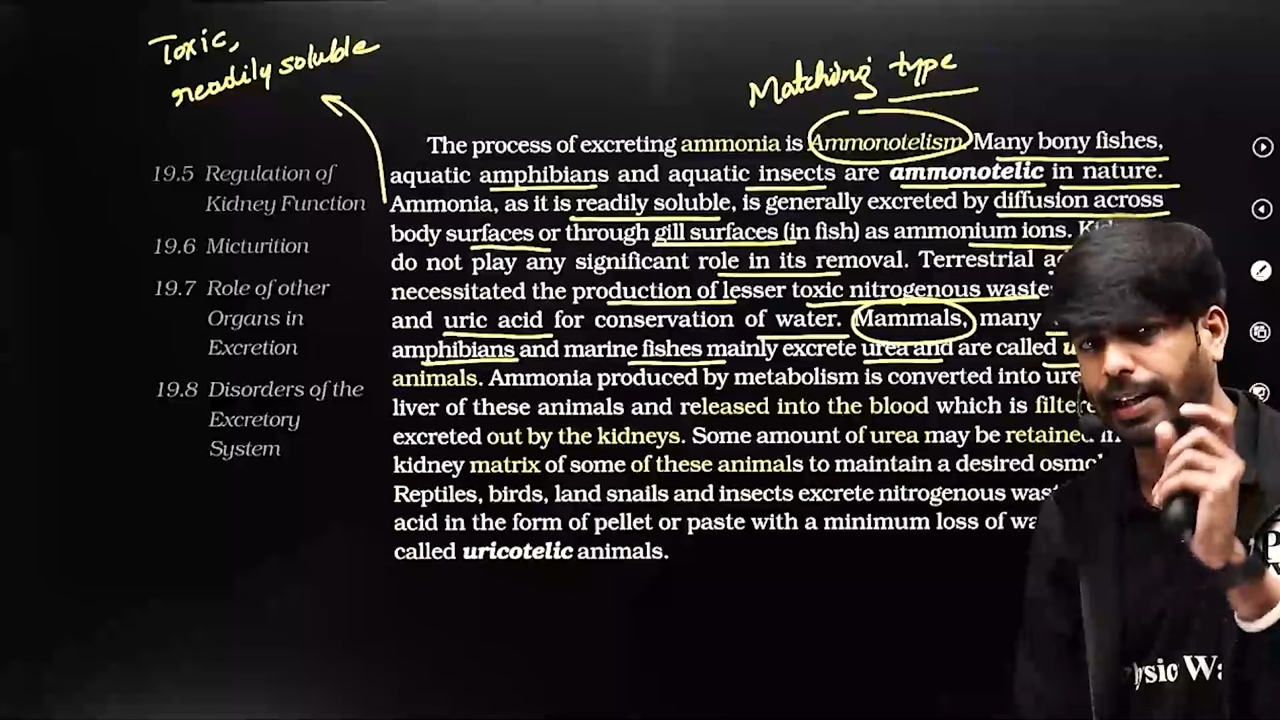 Toxic,
readily soluble
Matching type
The process of excreting ammonia is Ammonotelism. Many bony fishes,
aquatic amphibians and aquatic insects are ammonotelic in nature.
Ammonia, as it is readily soluble, is generally excreted by diffusion across
body surfaces or through gill surfaces (in fish) as ammonium ions.
do not play any significant role in its removal. Terrestrial
necessitated the production of lesser toxic nitrogenous
and uric acid for conservation of water. Mammals, many
amphibians and marine fishes mainly excrete urea and are called
animals. Ammonia produced by metabolism is converted into
liver of these animals and released into the blood which is
excreted out by the kidneys. Some amount of urea may be retained
kidney matrix of some of these animals to maintain a desired
Reptiles, birds, land snails and insects excrete nitrogenous
acid in the form of pellet or paste with a minimum loss of
called uricotelic animals.
19.5 Regulation of
Kidney Function
19.6 Micturition
19.7 Role of other
Organs in
Excretion
19.8 Disorders of the
Excretory
System